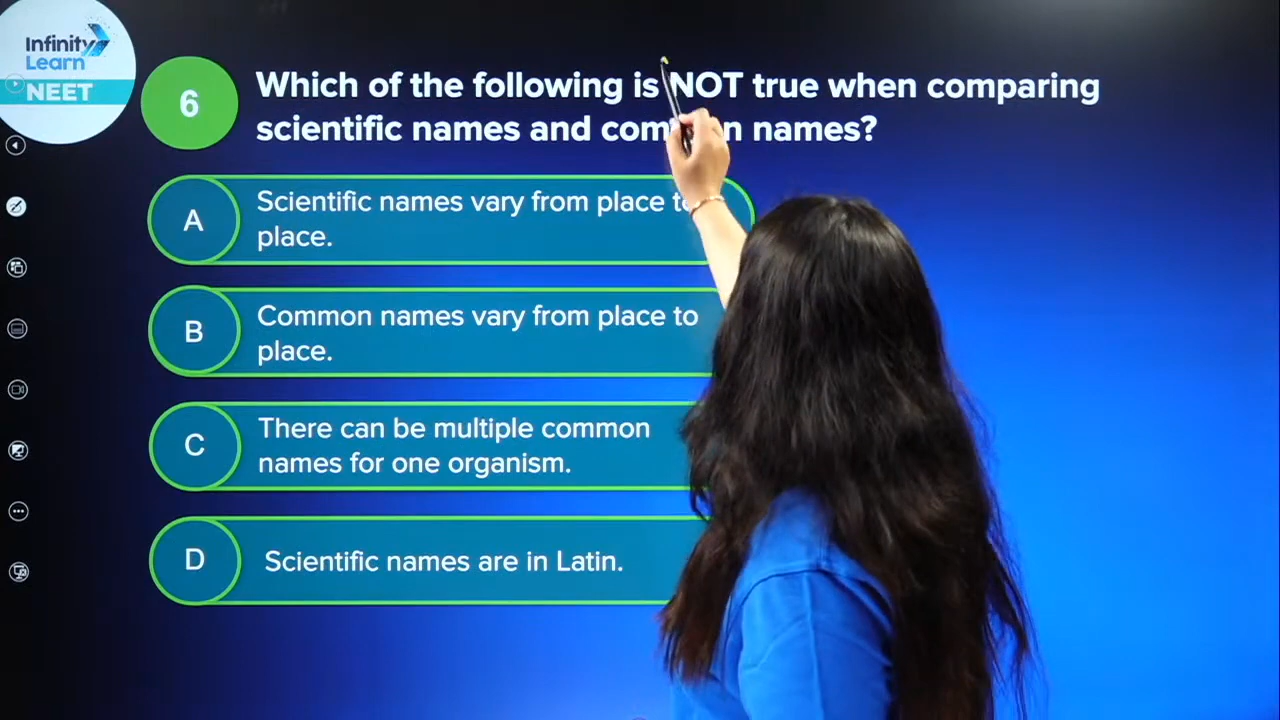 Infinity
Learn
NEET
6
Which of the following is NOT true when comparing
scientific names and common names?
A
Scientific names vary from place to
place.
B
Common names vary from place to
place.
C
There can be multiple common
names for one organism.
D
Scientific names are in Latin.